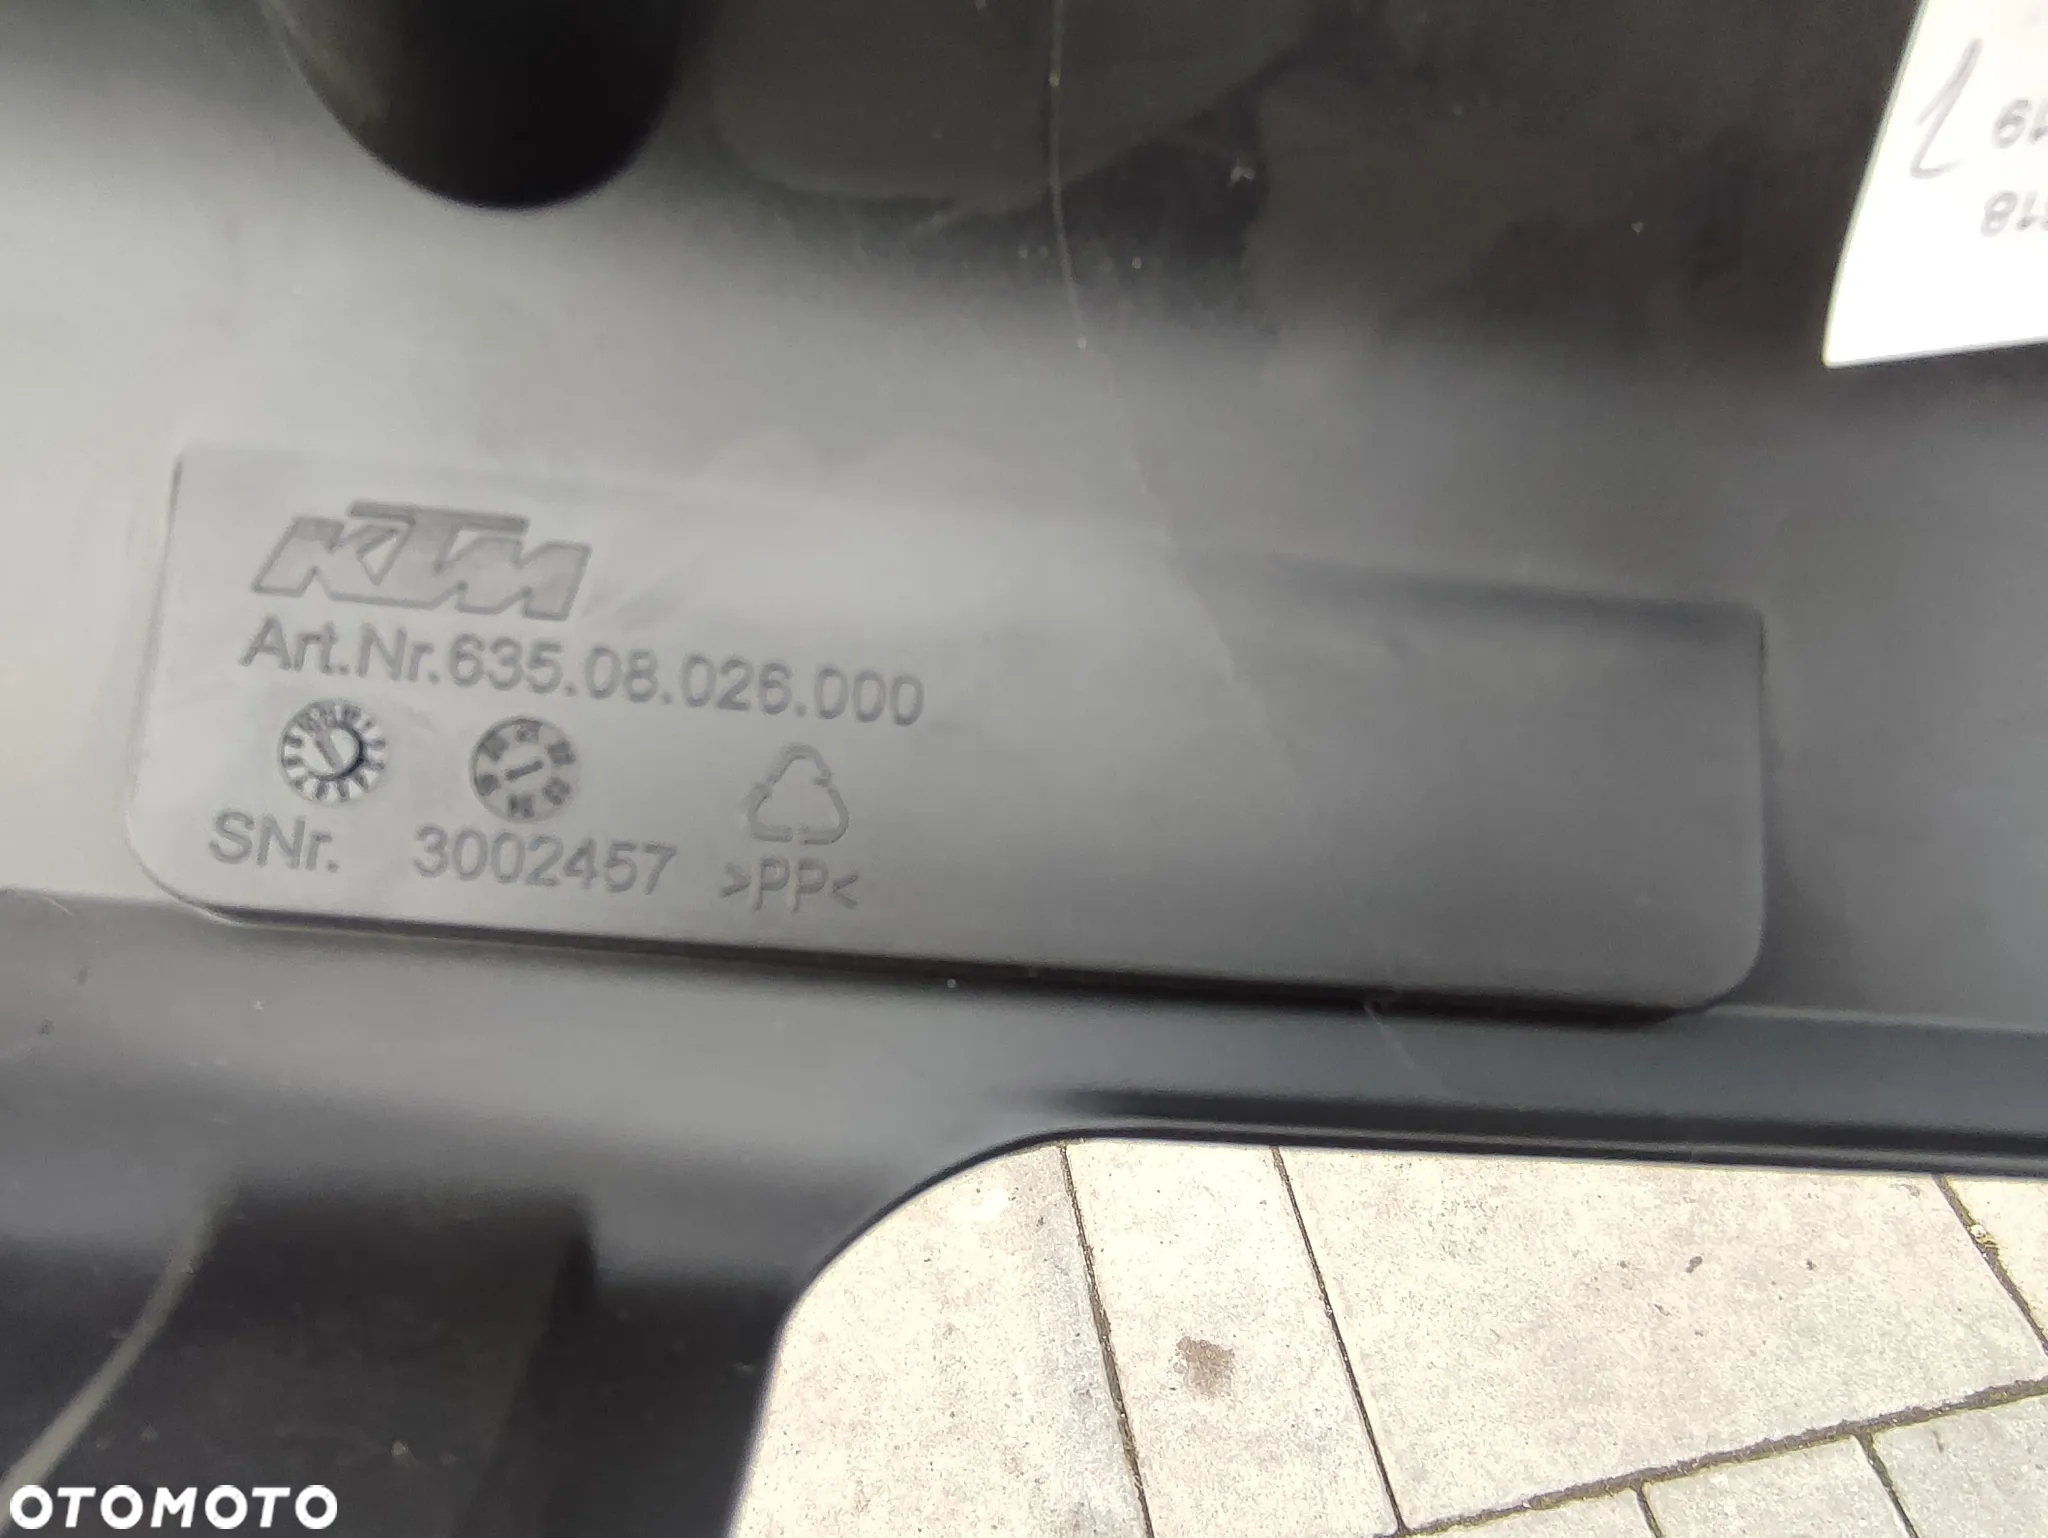 KTM
Art.Nr.635.08.026.000
SNr. 3002457 >PP<
OTOMOTO